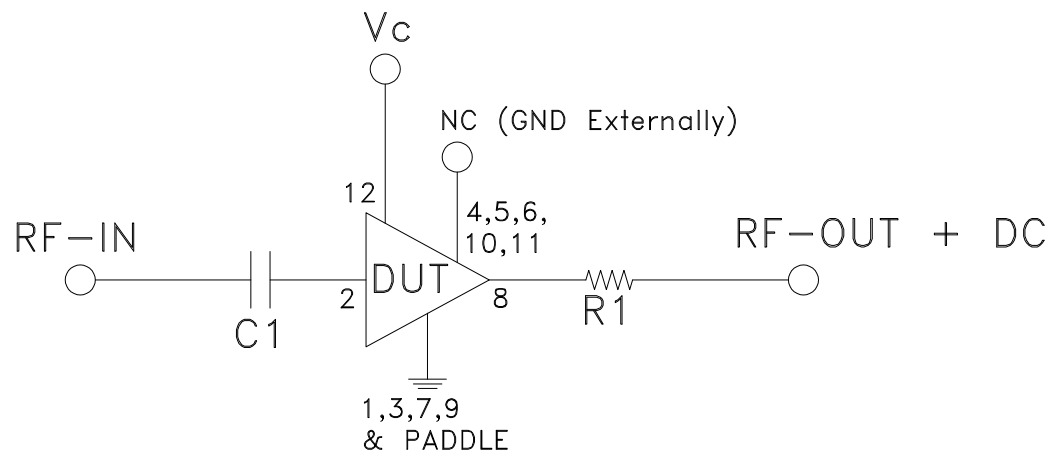 Vc
NC (GND Externally)
12
4,5,6,
10,11
RF-IN
RF-OUT + DC
DUT
2
8
C1
R1
1,3,7,9
& PADDLE